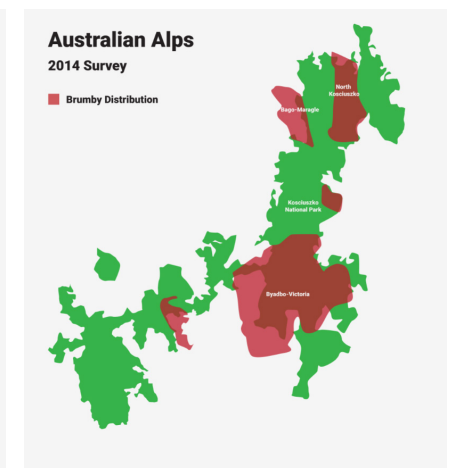 Australian Alps
2014 Survey
Brumby Distribution
North
Kosciuszko
Bago-Maragle
Kosciuszko
National Park
Byadbo-Victoria